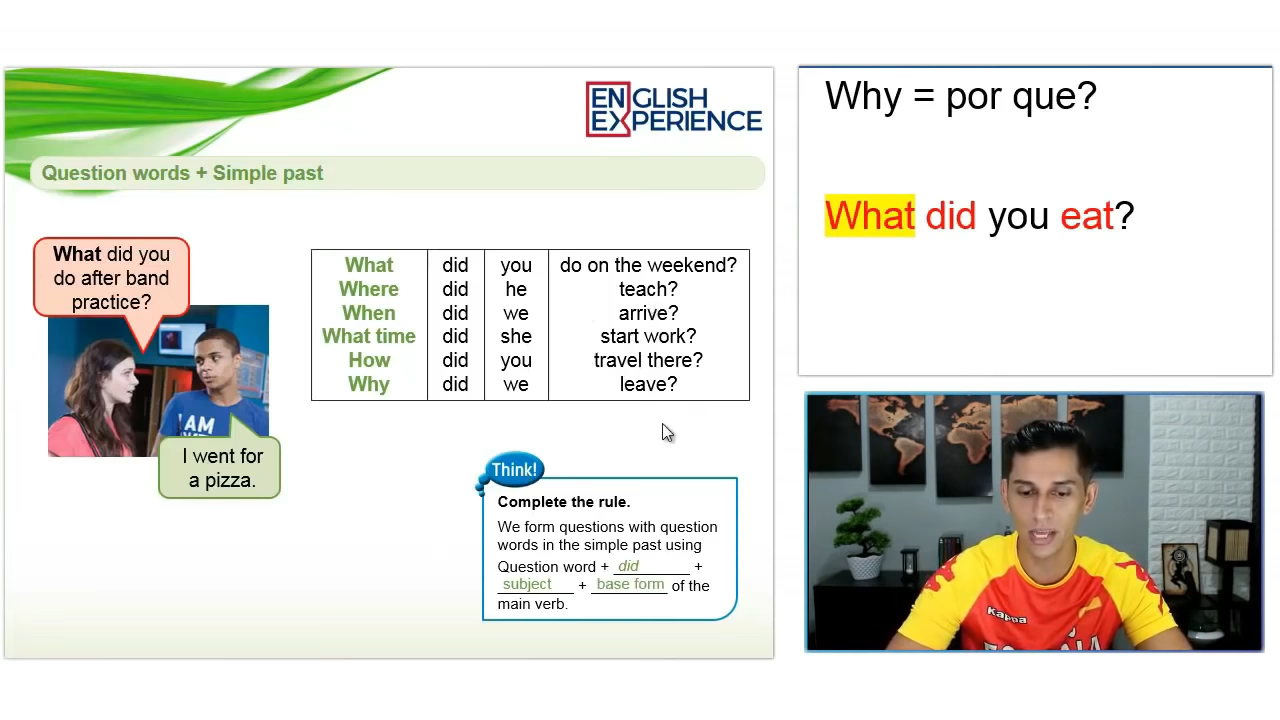 ENGLISH
EXPERIENCE
Question words + Simple past
What did you
do after band
practice?
I AM
I went for
a pizza.
What did you do on the weekend?
Where did he teach?
When did we arrive?
What time did she start work?
How did you travel there?
Why did we leave?
Think!
Complete the rule.
We form questions with question
words in the simple past using
Question word + did +
subject + base form of the
main verb.
Why = por que?
What did you eat?
Kappa